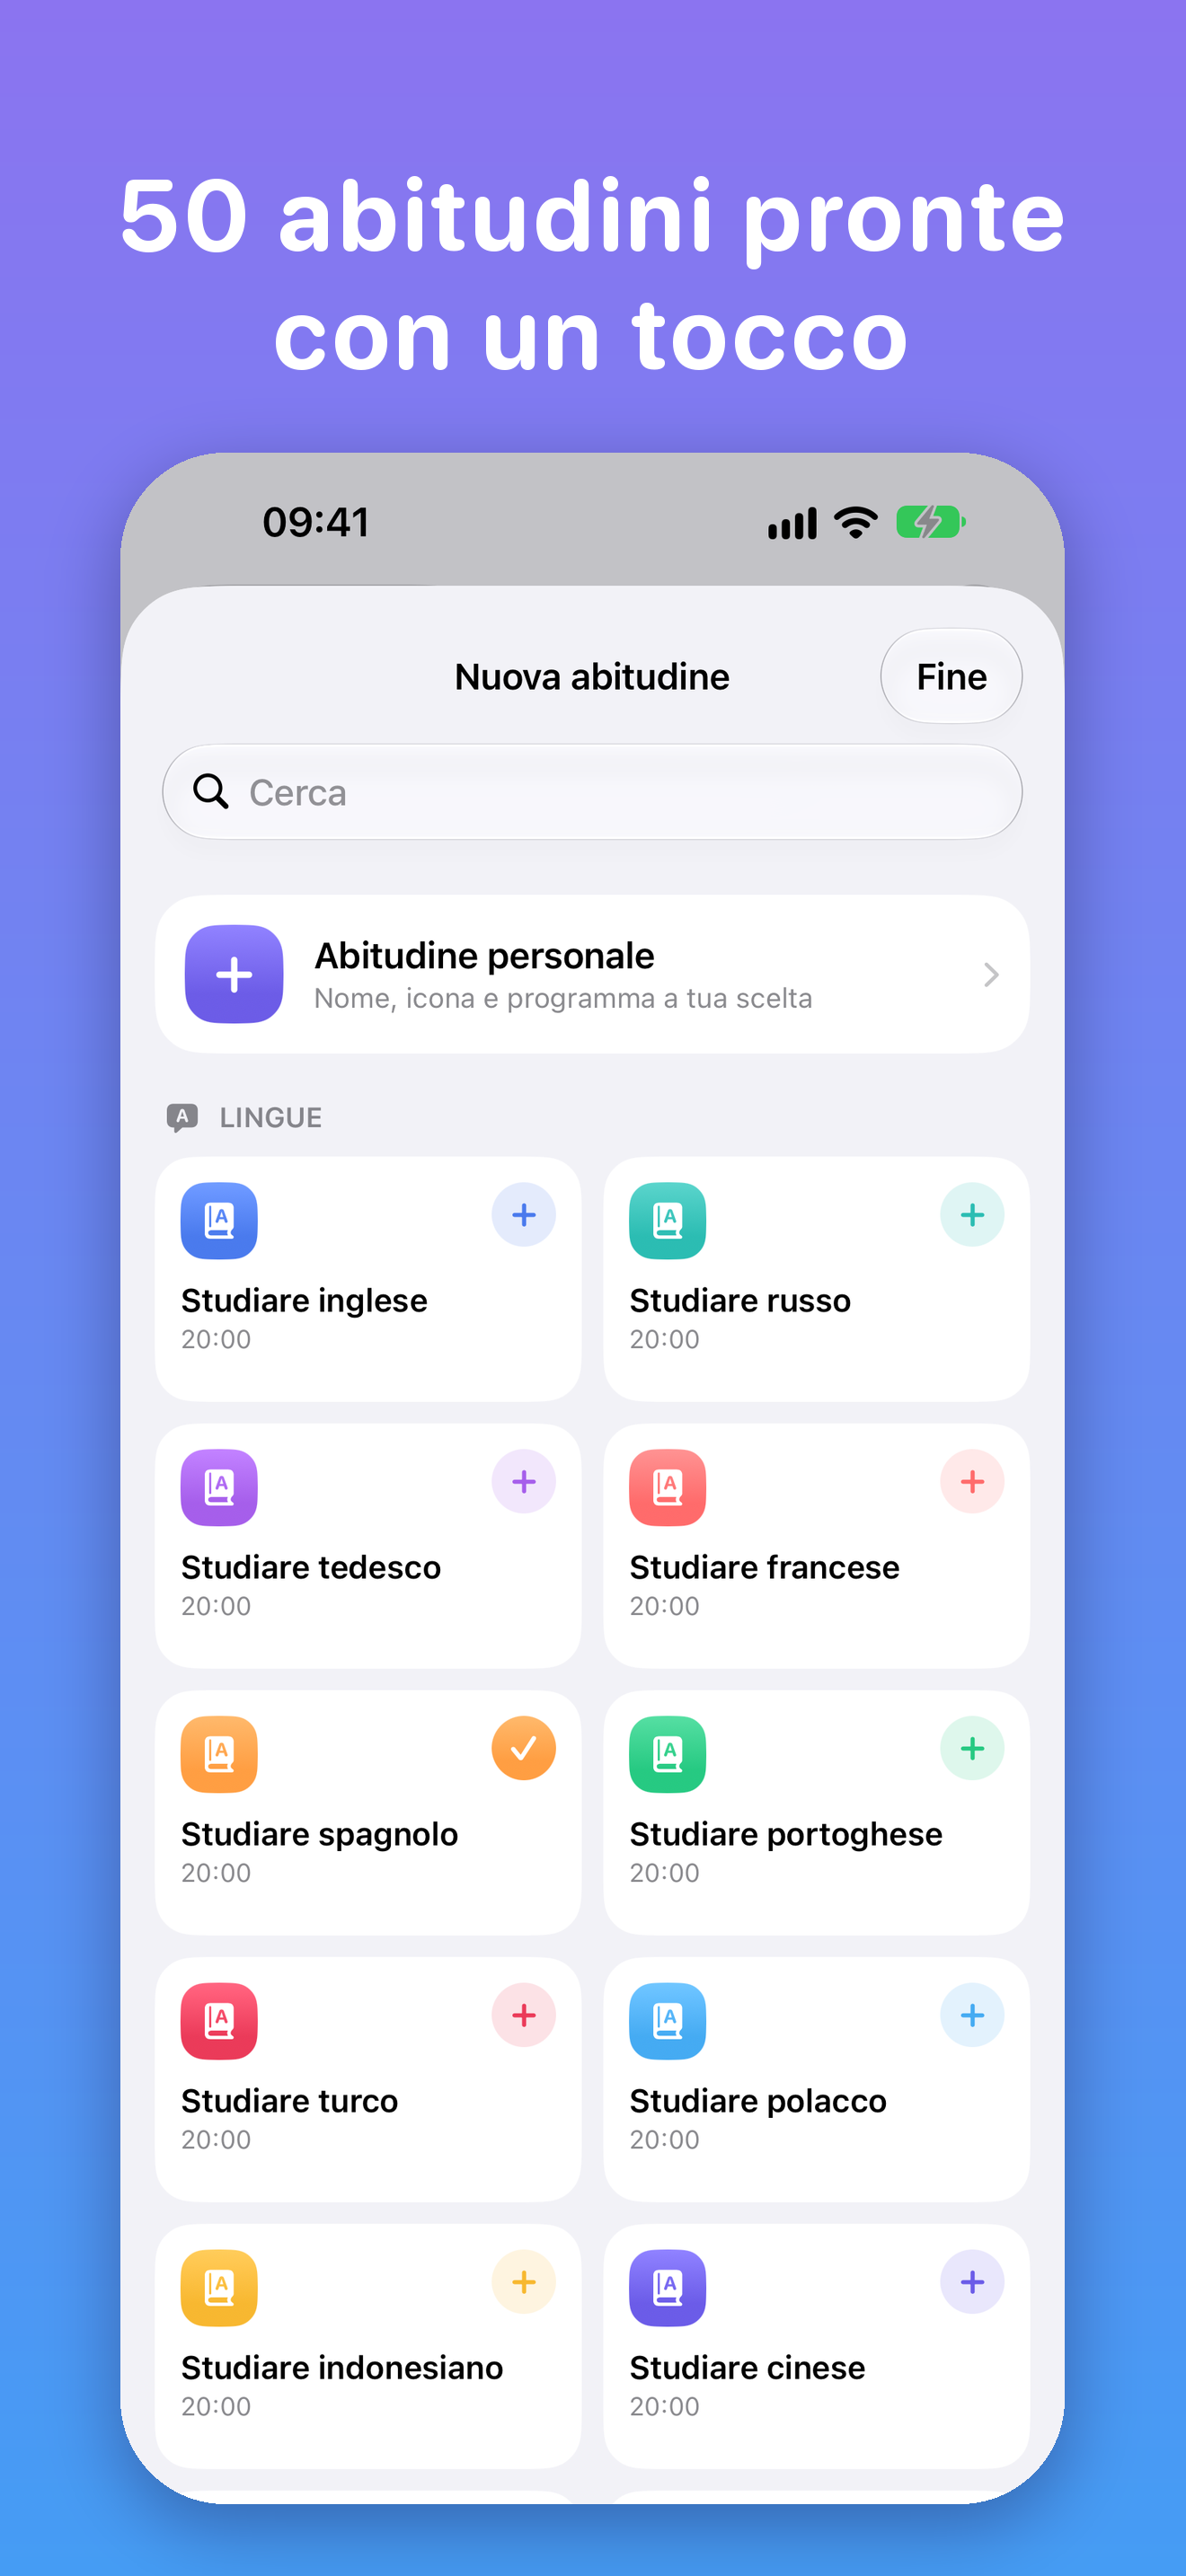 50 abitudini pronte
con un tocco
09:41
Nuova abitudine
Fine
Cerca
Abitudine personale
Nome, icona e programma a tua scelta
LINGUE
Studiare inglese
20:00
Studiare russo
20:00
Studiare tedesco
20:00
Studiare francese
20:00
Studiare spagnolo
20:00
Studiare portoghese
20:00
Studiare turco
20:00
Studiare polacco
20:00
Studiare indonesiano
20:00
Studiare cinese
20:00